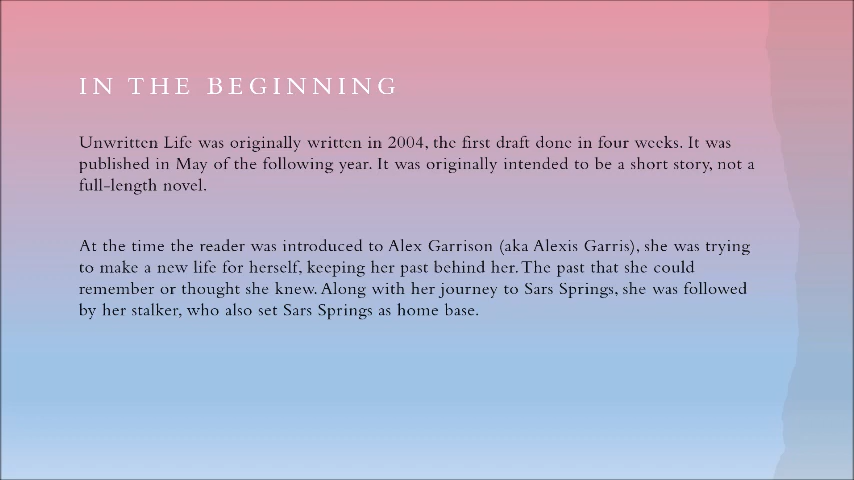 IN THE BEGINNING
Unwritten Life was originally written in 2004, the first draft done in four weeks. It was
published in May of the following year. It was originally intended to be a short story, not a
full-length novel.
At the time the reader was introduced to Alex Garrison (aka Alexis Garris), she was trying
to make a new life for herself, keeping her past behind her. The past that she could
remember or thought she knew. Along with her journey to Sars Springs, she was followed
by her stalker, who also set Sars Springs as home base.